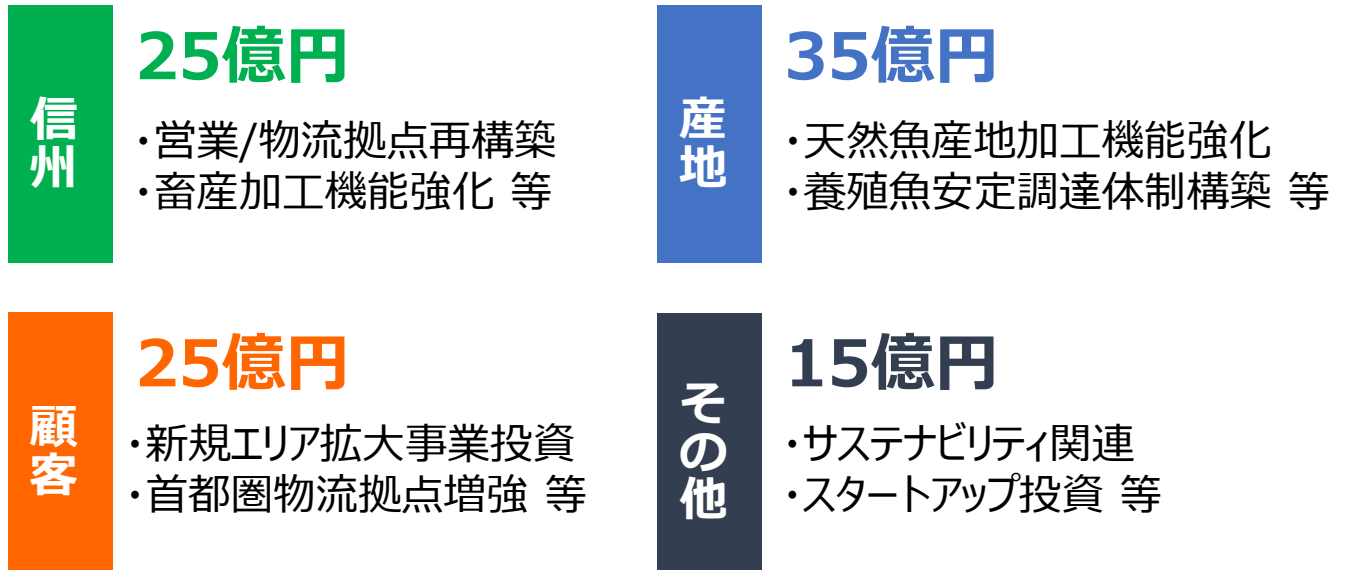 信州
25億円
・営業/物流拠点再構築
・畜産加工機能強化 等
産地
35億円
・天然魚産地加工機能強化
・養殖魚安定調達体制構築 等
顧客
25億円
・新規エリア拡大事業投資
・首都圏物流拠点増強 等
その他
15億円
・サステナビリティ関連
・スタートアップ投資 等